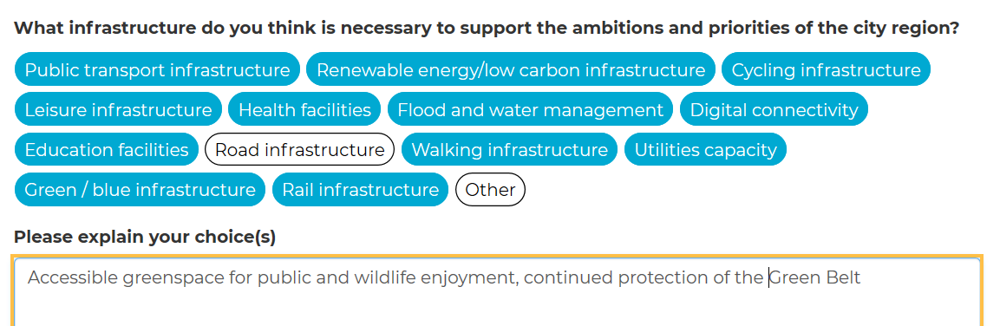 What infrastructure do you think is necessary to support the ambitions and priorities of the city region?
Public transport infrastructure Renewable energy/low carbon infrastructure Cycling infrastructure
Leisure infrastructure Health facilities Flood and water management Digital connectivity
Education facilities Road infrastructure Walking infrastructure Utilities capacity
Green / blue infrastructure Rail infrastructure Other
Please explain your choice(s)
Accessible greenspace for public and wildlife enjoyment, continued protection of the Green Belt